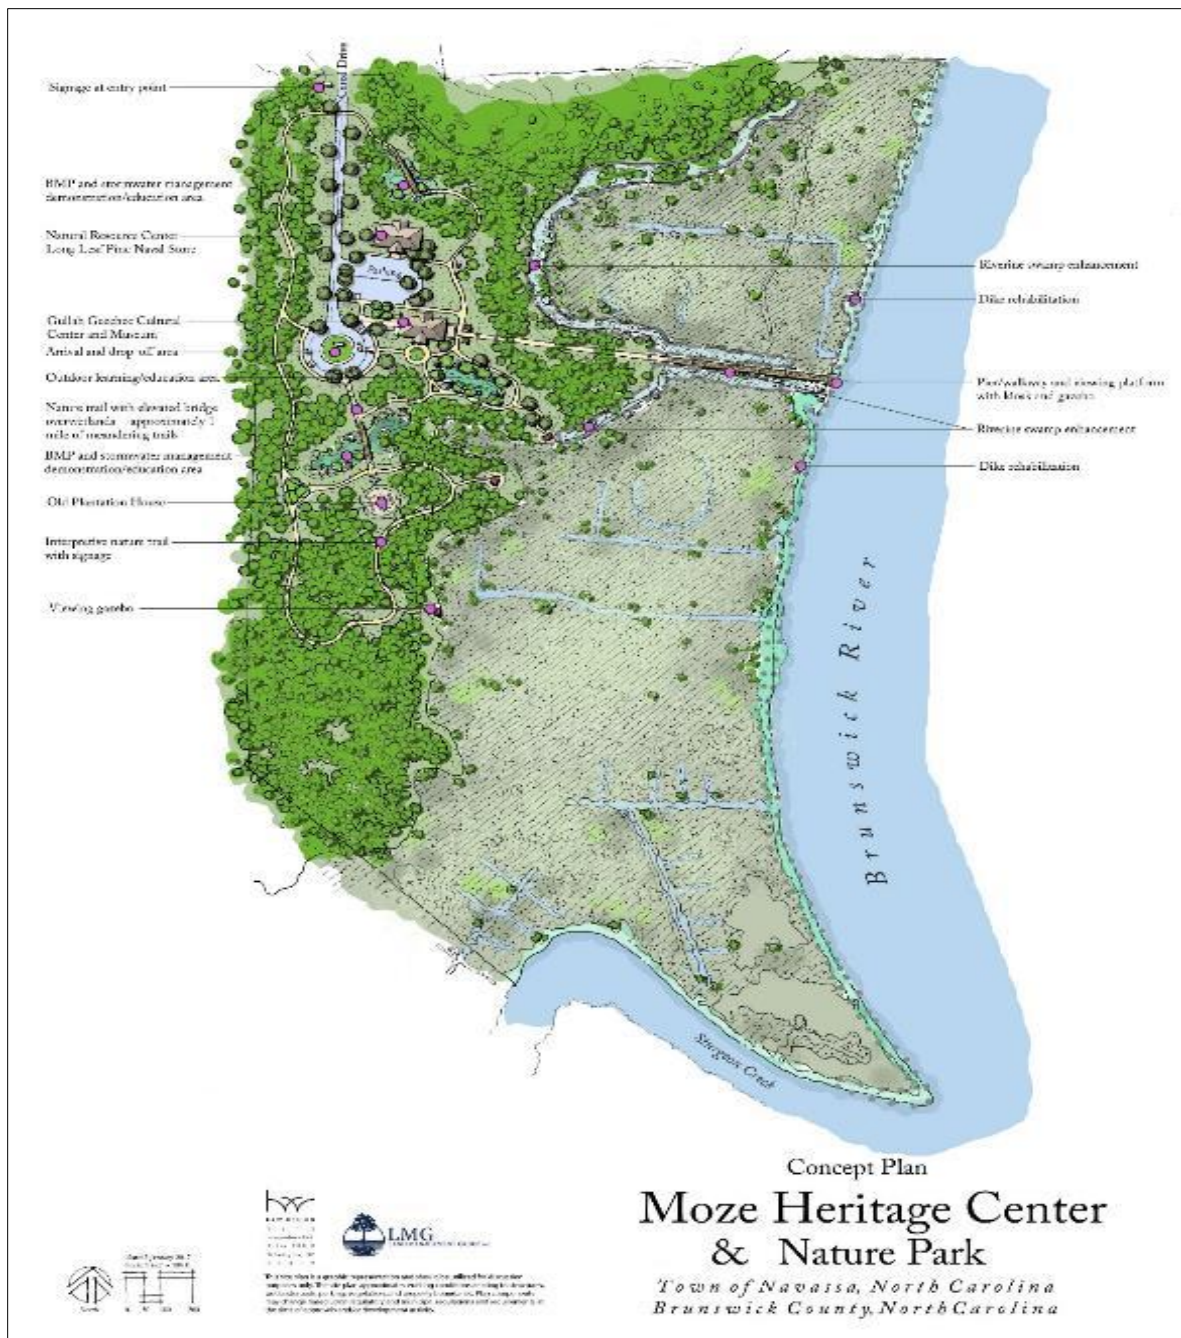 Signage at entry point
Carol Drive
BMP and stormwater management
demonstration/education area
Natural Resource Center
Long Leaf Pine Naval Store
Parking
Gullah Geechee Cultural
Center and Museum
Arrival and drop off area
Outdoor learning/education area
Nature trail with elevated bridge
over wetlands approximately 1
mile of meandering trails
BMP and stormwater management
demonstration/education area
Old Plantation House
Interpretive nature trail
with signage
Viewing gazebo
Riverine swamp enhancement
Dike rehabilitation
Pier/walkway and viewing platform
with kiosk and gazebo
Riverine swamp enhancement
Dike rehabilitation
Brunswick River
Sturgeon Creek
Concept Plan
Moze Heritage Center
& Nature Park
Town of Navassa, North Carolina
Brunswick County, North Carolina
LMG
North